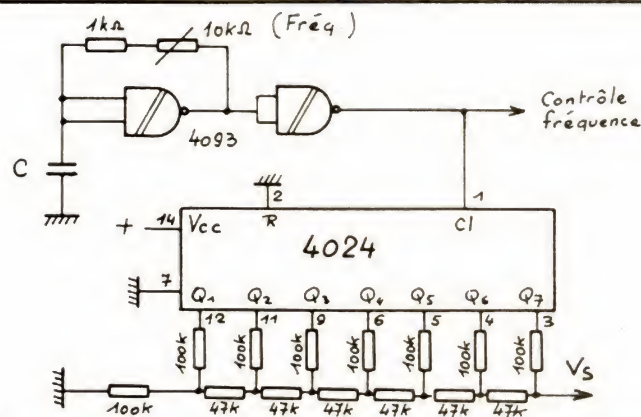 1kΩ 10kΩ (Fréq.)
Contrôle
fréquence
4093
C
2 1
+ 14 Vcc R Cl
4024
7
Q1 Q2 Q3 Q4 Q5 Q6 Q7
12 11 9 6 5 4 3
100k 100k 100k 100k 100k 100k 100k
Vs
100k 47k 47k 47k 47k 47k 47k